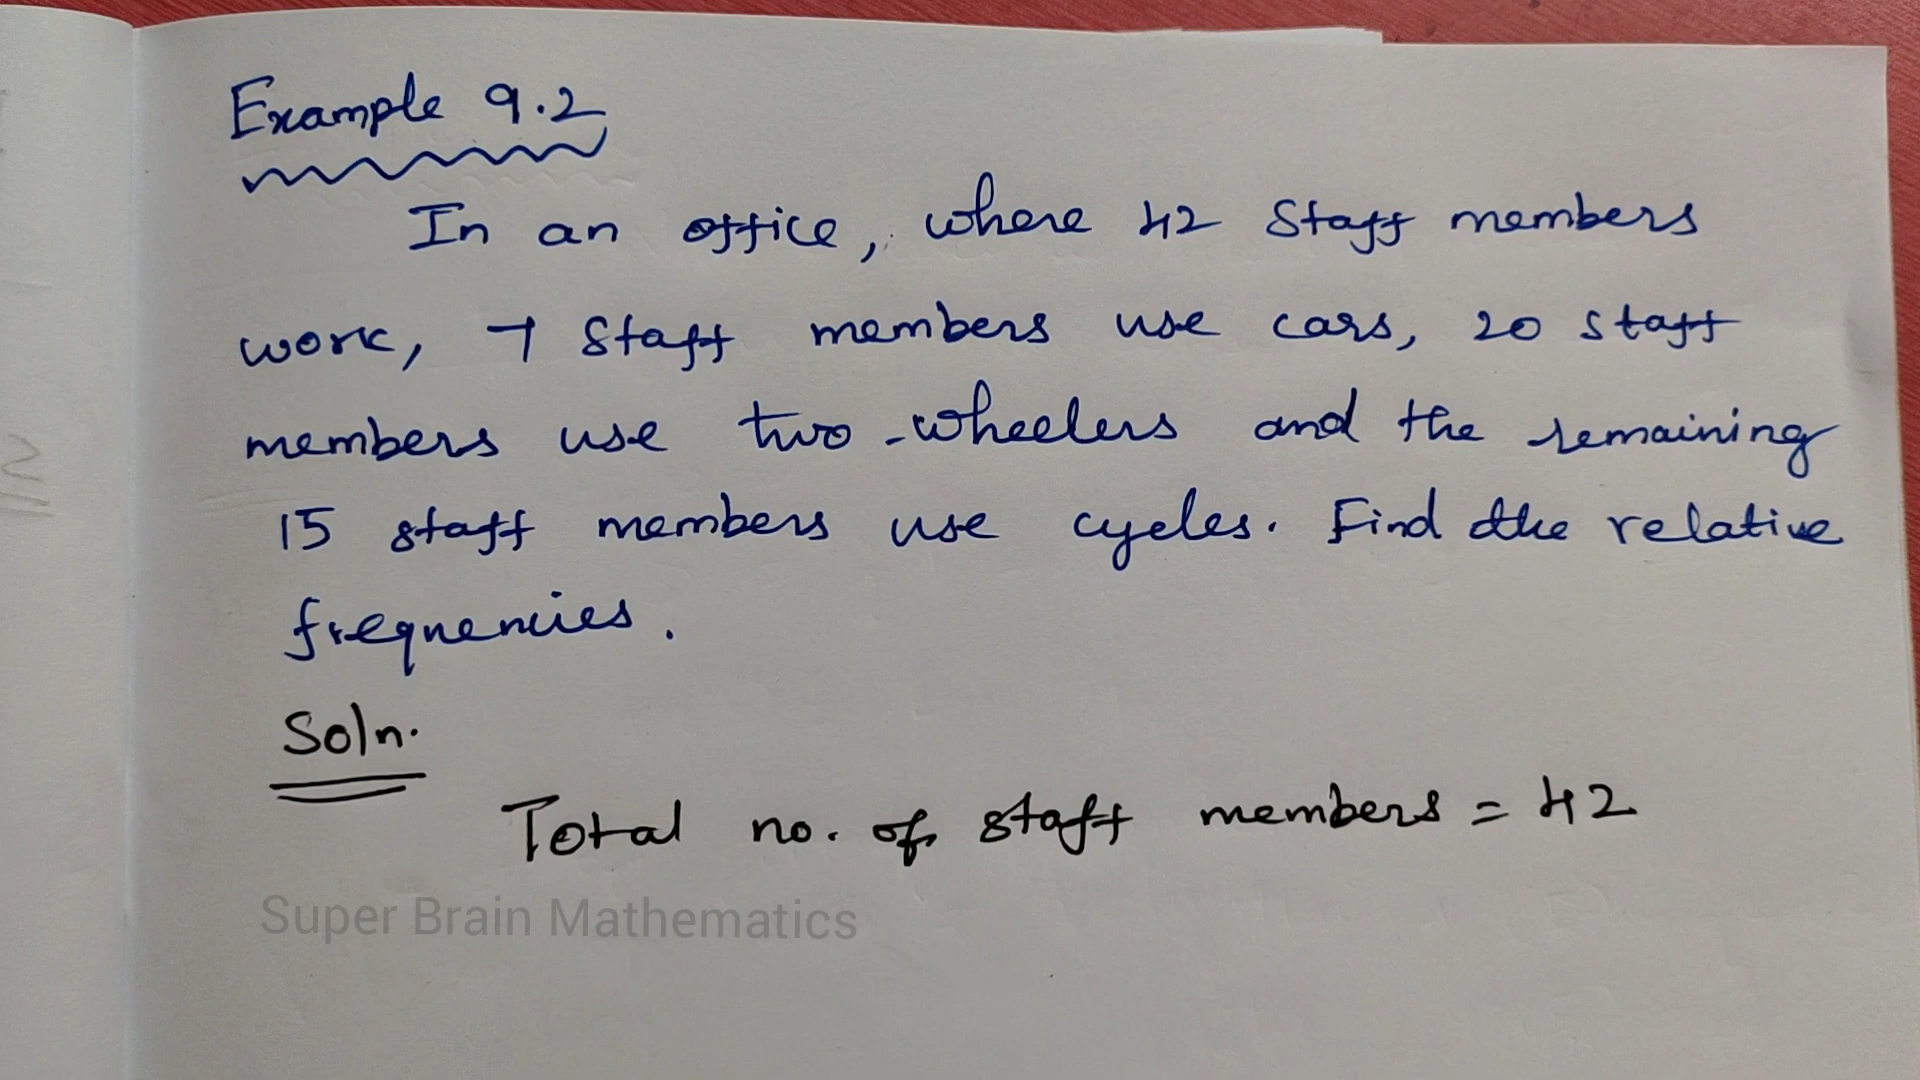 Example 9.2
In an office, where 42 staff members
work, 7 staff members use cars, 20 staff
members use two-wheelers and the remaining
15 staff members use cycles. Find the relative
frequencies.
Soln.
Total no. of staff members = 42
Super Brain Mathematics